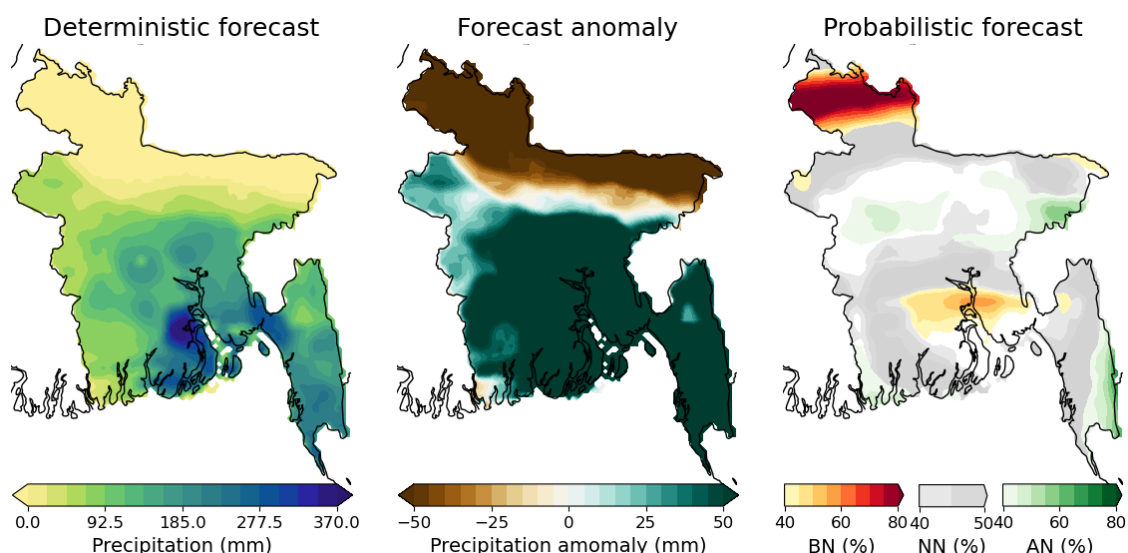 Deterministic forecast
Forecast anomaly
Probabilistic forecast
0.0 92.5 185.0 277.5 370.0
Precipitation (mm)
−50 −25 0 25 50
Precipitation amomaly (mm)
40 60 80
BN (%)
40 50
NN (%)
40 60 80
AN (%)